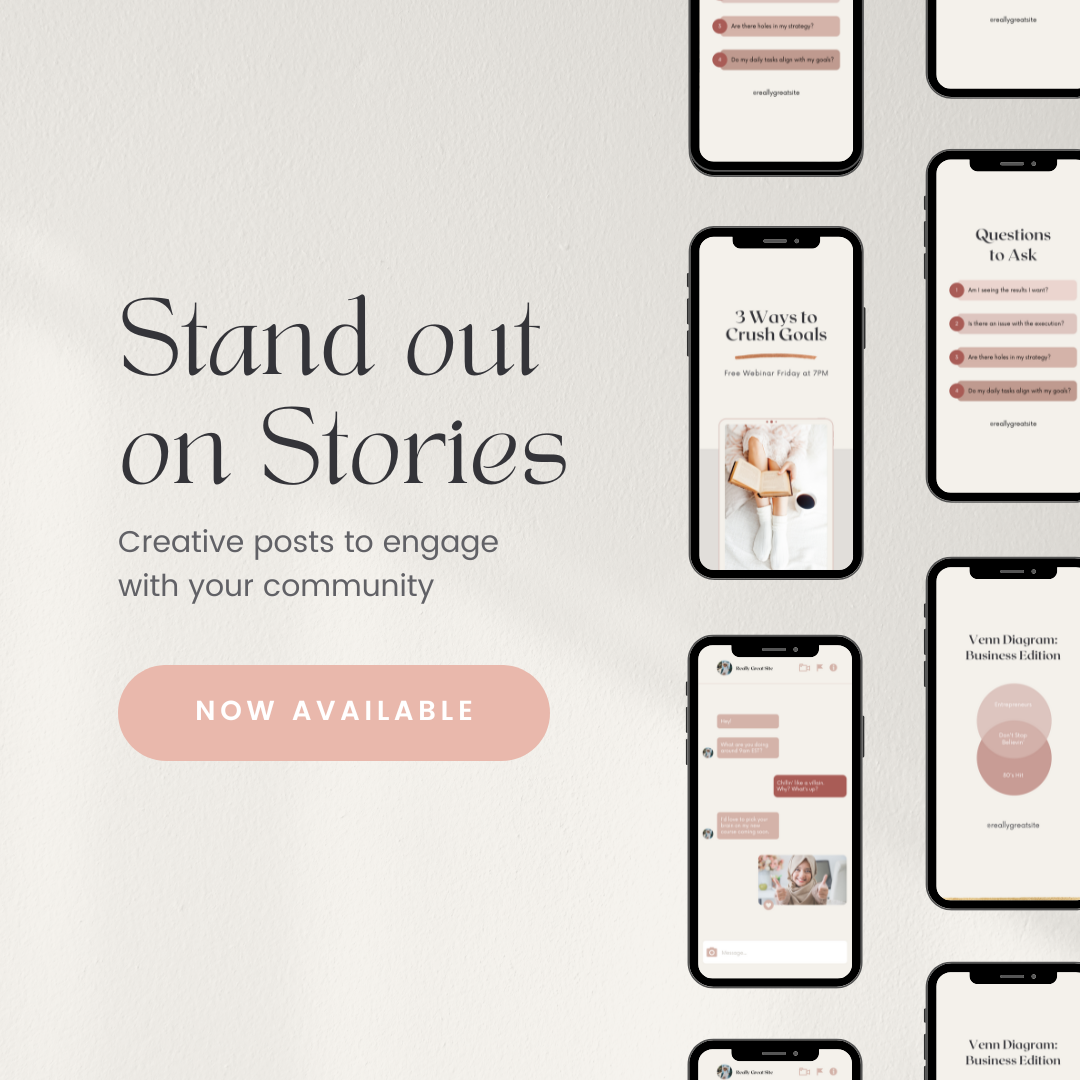 Stand out
on Stories
Creative posts to engage
with your community
NOW AVAILABLE
3 Are there holes in my strategy?
4 Do my daily tasks align with my goals?
@reallygreatsite
3 Ways to
Crush Goals
Free Webinar Friday at 7PM
Really Great Site
Hey!
What are you doing
around 9am EST?
Chillin' like a villain.
Why? What's up?
I'd love to pick your
brain on my new
course coming soon.
Message...
Really Great Site
@reallygreatsite
Questions
to Ask
1 Am I seeing the results I want?
2 Is there an issue with the execution?
3 Are there holes in my strategy?
4 Do my daily tasks align with my goals?
@reallygreatsite
Venn Diagram:
Business Edition
Entrepreneurs
Don't Stop
Believin'
80's Hit
@reallygreatsite
Venn Diagram:
Business Edition